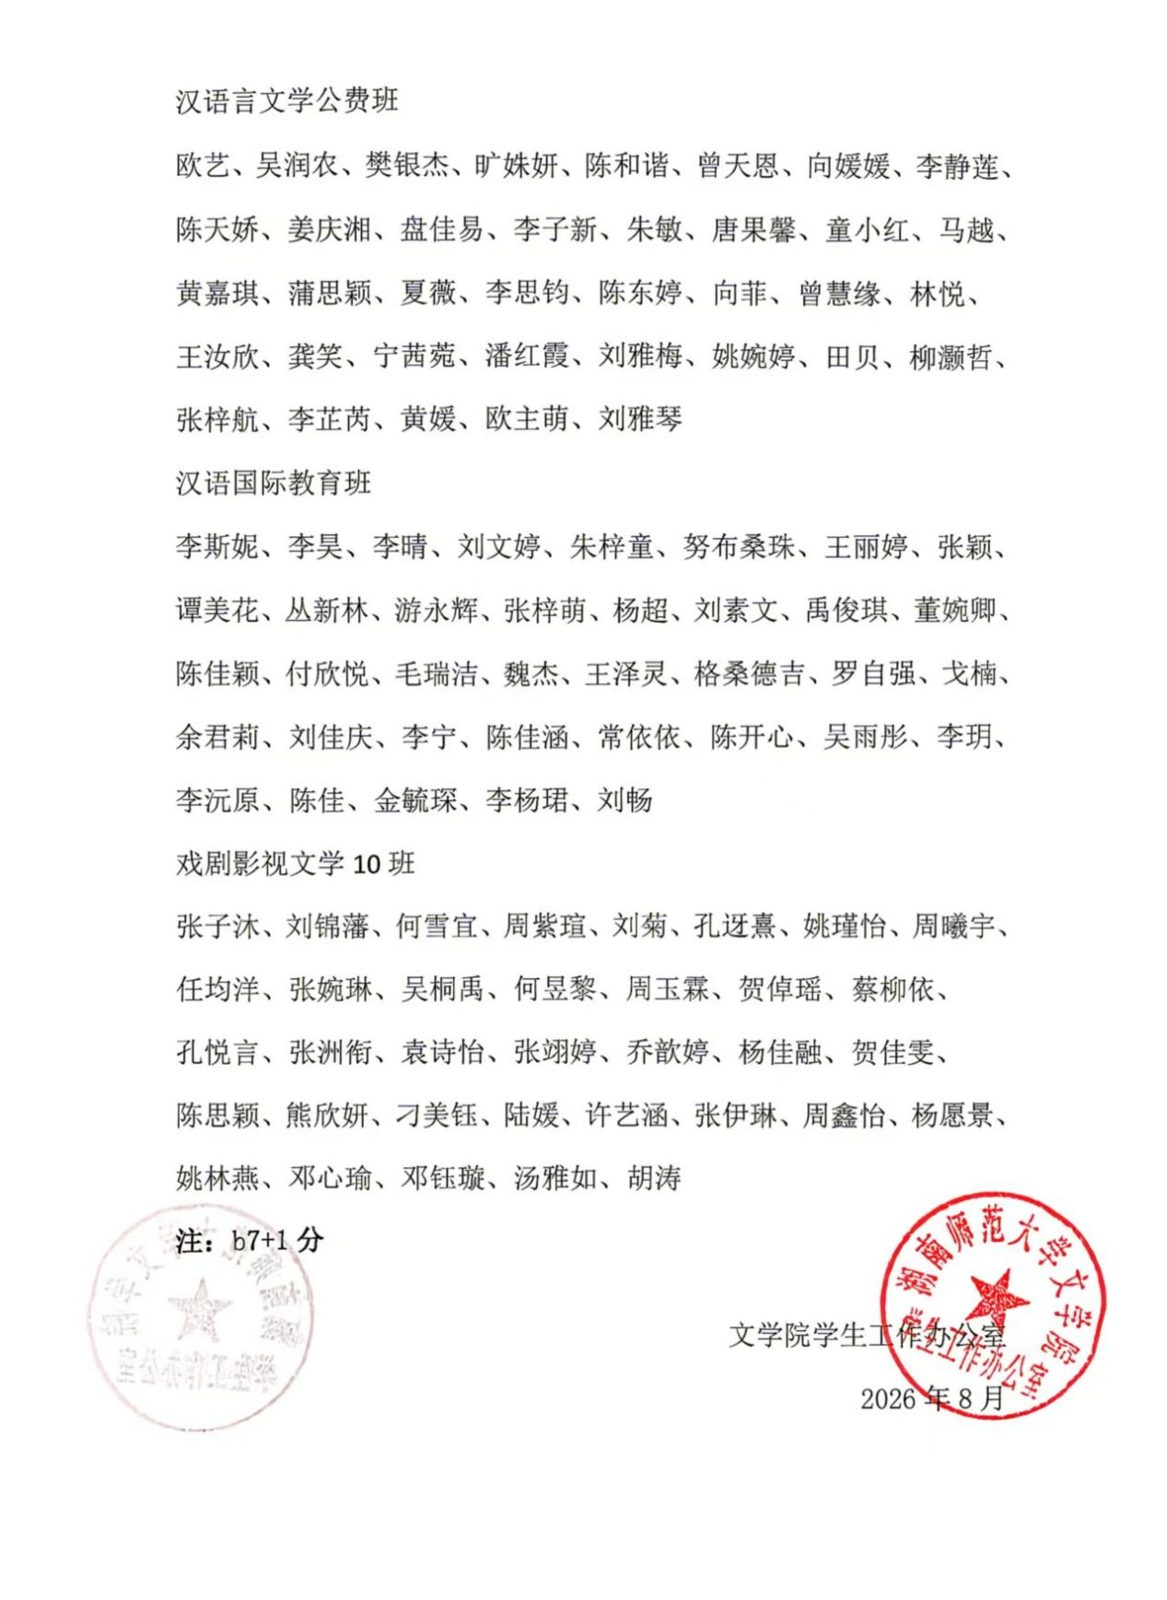 汉语言文学公费班
欧艺、吴润农、樊银杰、旷姝妍、陈和谐、曾天恩、向媛媛、李静莲、
陈天娇、姜庆湘、盘佳易、李子新、朱敏、唐果馨、童小红、马越、
黄嘉琪、蒲思颖、夏薇、李思钧、陈东婷、向菲、曾慧缘、林悦、
王汝欣、龚笑、宁茜菀、潘红霞、刘雅梅、姚婉婷、田贝、柳灏哲、
张梓航、李芷芮、黄媛、欧主萌、刘雅琴
汉语国际教育班
李斯妮、李昊、李晴、刘文婷、朱梓童、努布桑珠、王丽婷、张颖、
谭美花、丛新林、游永辉、张梓萌、杨超、刘素文、禹俊琪、董婉卿、
陈佳颖、付欣悦、毛瑞洁、魏杰、王泽灵、格桑德吉、罗自强、戈楠、
余君莉、刘佳庆、李宁、陈佳涵、常依依、陈开心、吴雨彤、李玥、
李沅原、陈佳、金毓琛、李杨珺、刘畅
戏剧影视文学 10 班
张子沐、刘锦藩、何雪宜、周紫瑄、刘菊、孔迓熹、姚瑾怡、周曦宇、
任均洋、张婉琳、吴桐禹、何昱黎、周玉霖、贺倬瑶、蔡柳依、
孔悦言、张洲衔、袁诗怡、张翊婷、乔歆婷、杨佳融、贺佳雯、
陈思颖、熊欣妍、刁美钰、陆媛、许艺涵、张伊琳、周鑫怡、杨愿景、
姚林燕、邓心瑜、邓钰璇、汤雅如、胡涛
注：b7+1 分
湖南师范大学文学院
学生工作办公室
文学院学生工作办公室
2026 年 8 月